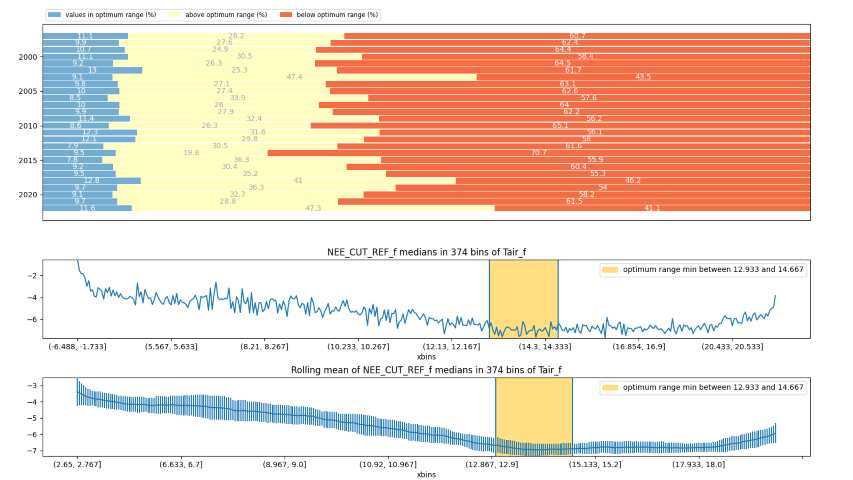 values in optimum range (%) above optimum range (%) below optimum range (%)
11.1 28.2 60.7
9.9 27.6 62.4
10.7 24.9 64.4
2000 11.1 30.5 58.4
9.2 26.3 64.5
13 25.3 61.7
9.1 47.4 43.5
9.8 27.1 63.1
2005 10 27.4 62.6
8.5 33.9 57.6
10 26 64
9.9 27.9 62.2
11.4 32.4 56.2
2010 8.6 26.3 65.1
12.3 31.6 56.1
12.1 29.8 58
7.9 30.5 61.6
9.5 19.8 70.7
2015 7.8 36.3 55.9
9.2 30.4 60.4
9.5 35.2 55.3
12.8 41 46.2
9.7 36.3 54
2020 9.1 32.7 58.2
9.7 28.8 61.5
11.6 47.3 41.1
NEE_CUT_REF_f medians in 374 bins of Tair_f
optimum range min between 12.933 and 14.667
−2
−4
−6
(-6.488, -1.733] (5.567, 5.633] (8.21, 8.267] (10.233, 10.267] (12.13, 12.167] (14.3, 14.333] (16.854, 16.9] (20.433, 20.533]
xbins
Rolling mean of NEE_CUT_REF_f medians in 374 bins of Tair_f
optimum range min between 12.933 and 14.667
−3
−4
−5
−6
−7
(2.65, 2.767] (6.633, 6.7] (8.967, 9.0] (10.92, 10.967] (12.867, 12.9] (15.133, 15.2] (17.933, 18.0]
xbins